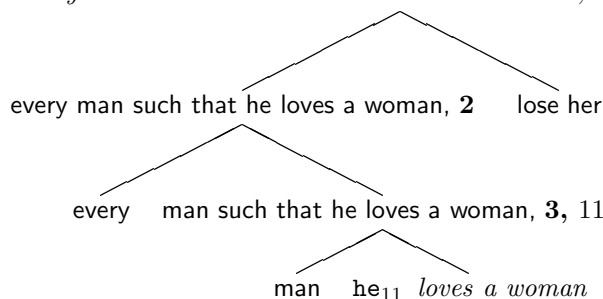 every man such that he loves a woman, 2 lose her
every man such that he loves a woman, 3, 11
man he11 loves a woman